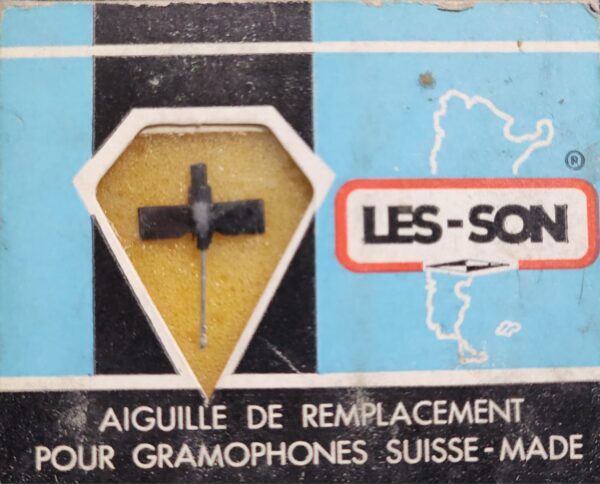 LES-SON
®
AIGUILLE DE REMPLACEMENT
POUR GRAMOPHONES SUISSE-MADE